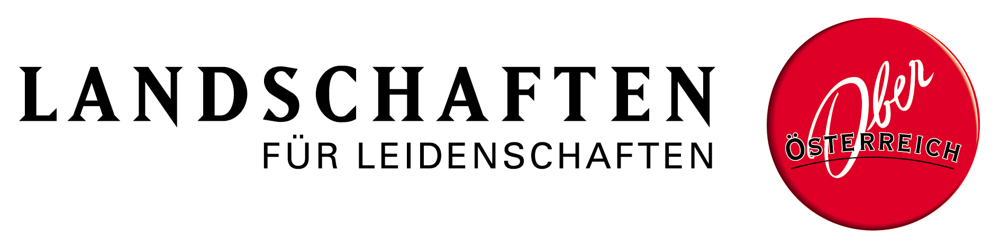 LANDSCHAFTEN
FÜR LEIDENSCHAFTEN
Ober
ÖSTERREICH